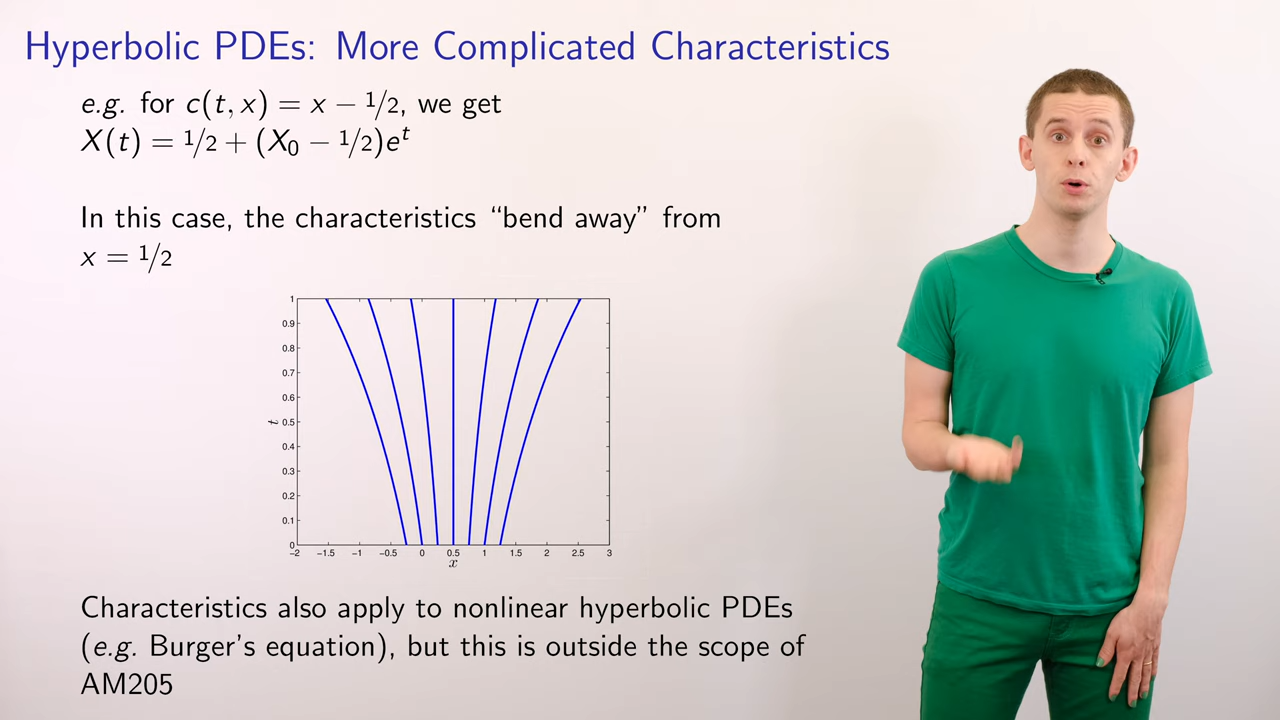 Hyperbolic PDEs: More Complicated Characteristics
e.g. for c(t, x) = x − 1/2, we get
X(t) = 1/2 + (X₀ − 1/2)eᵗ
In this case, the characteristics “bend away” from
x = 1/2
1
0.9
0.8
0.7
0.6
t
0.5
0.4
0.3
0.2
0.1
0
−2 −1.5 −1 −0.5 0 0.5 1 1.5 2 2.5 3
x
Characteristics also apply to nonlinear hyperbolic PDEs
(e.g. Burger's equation), but this is outside the scope of
AM205